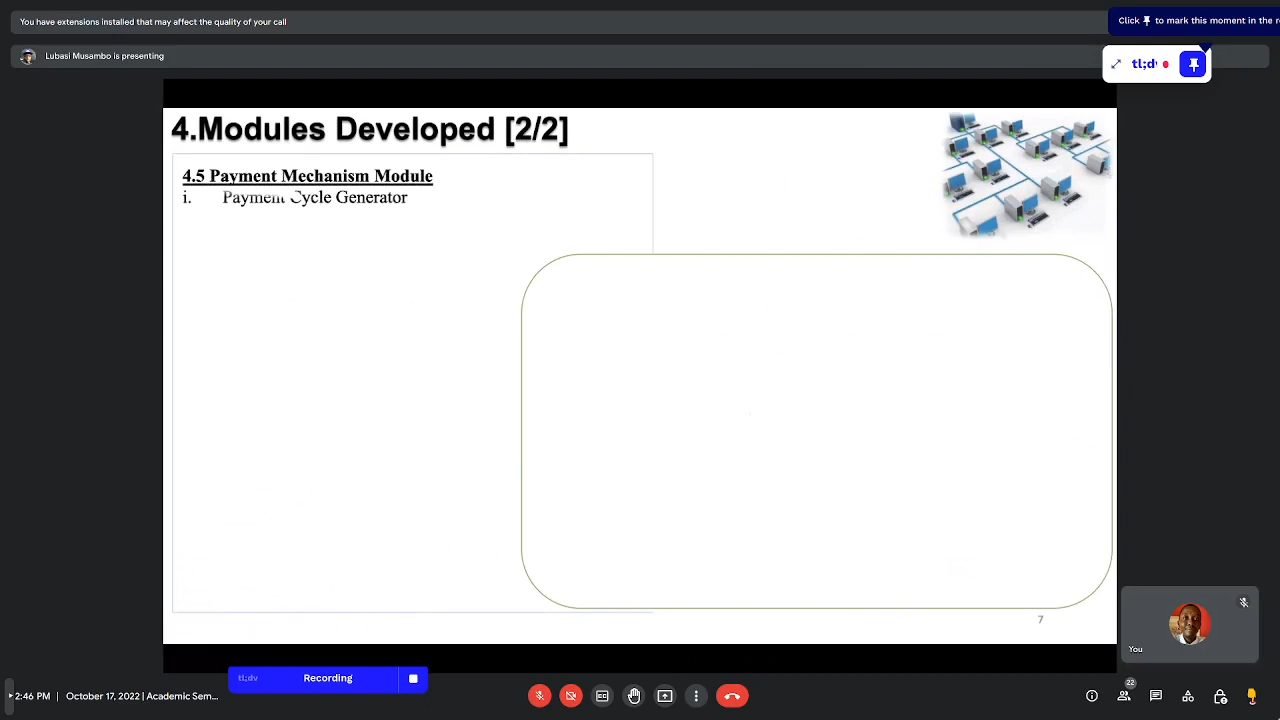 You have extensions installed that may affect the quality of your call
Click to mark this moment in the r
Lubasi Musambo is presenting
tl;dv
4.Modules Developed [2/2]
4.5 Payment Mechanism Module
i. Payment Cycle Generator
7
You
tl;dv Recording
22
2:46 PM | October 17, 2022 | Academic Sem...